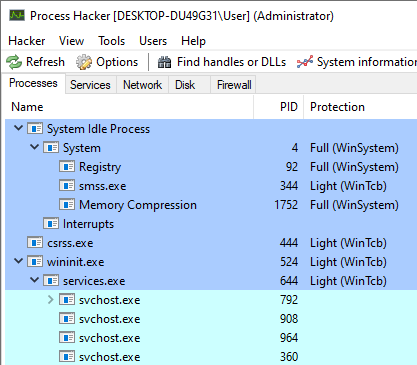 Process Hacker [DESKTOP-DU49G31\User] (Administrator)
Hacker View Tools Users Help
Refresh Options Find handles or DLLs System information
Processes Services Network Disk Firewall
Name PID Protection
System Idle Process
System 4 Full (WinSystem)
Registry 92 Full (WinSystem)
smss.exe 344 Light (WinTcb)
Memory Compression 1752 Full (WinSystem)
Interrupts
csrss.exe 444 Light (WinTcb)
wininit.exe 524 Light (WinTcb)
services.exe 644 Light (WinTcb)
svchost.exe 792
svchost.exe 908
svchost.exe 964
svchost.exe 360